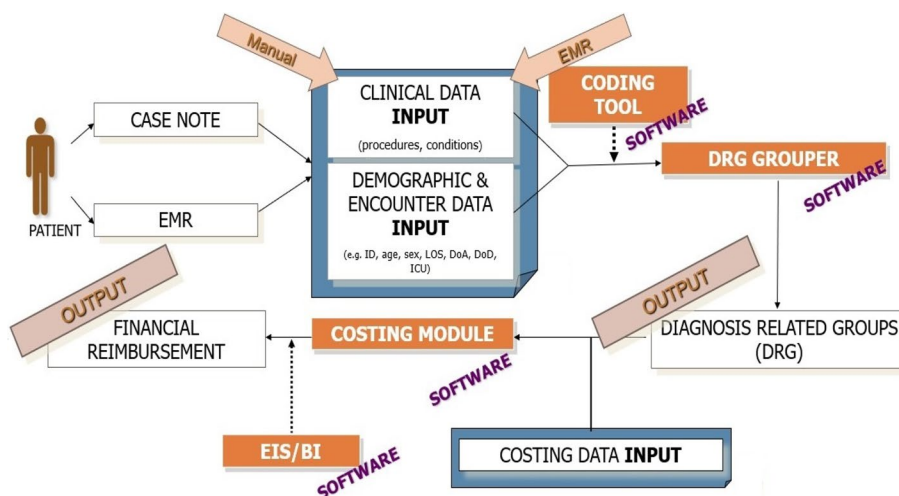 Manual
EMR
CLINICAL DATA
INPUT
(procedures, conditions)
CODING
TOOL
SOFTWARE
CASE NOTE
DRG GROUPER
SOFTWARE
DEMOGRAPHIC &
ENCOUNTER DATA
INPUT
(e.g. ID, age, sex, LOS, DoA, DoD,
ICU)
EMR
PATIENT
OUTPUT
FINANCIAL
REIMBURSEMENT
COSTING MODULE
SOFTWARE
OUTPUT
DIAGNOSIS RELATED GROUPS
(DRG)
EIS/BI
SOFTWARE
COSTING DATA INPUT